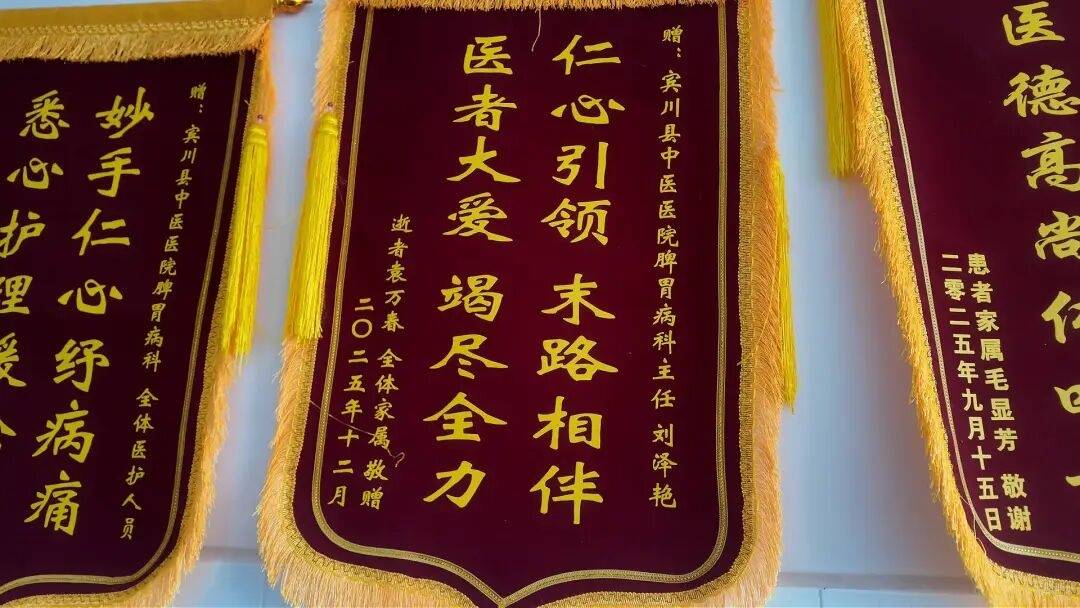 赠：宾川县中医医院脾胃病科 全体医护人员
妙手仁心纾病痛
悉心护理暖
赠：宾川县中医医院脾胃病科主任刘泽艳
仁心引领 末路相伴
医者大爱 竭尽全力
逝者袁万春 全体家属 敬赠
二〇二五年十二月
医德高尚
患者家属毛显芳 敬谢
二零二五年九月十五日